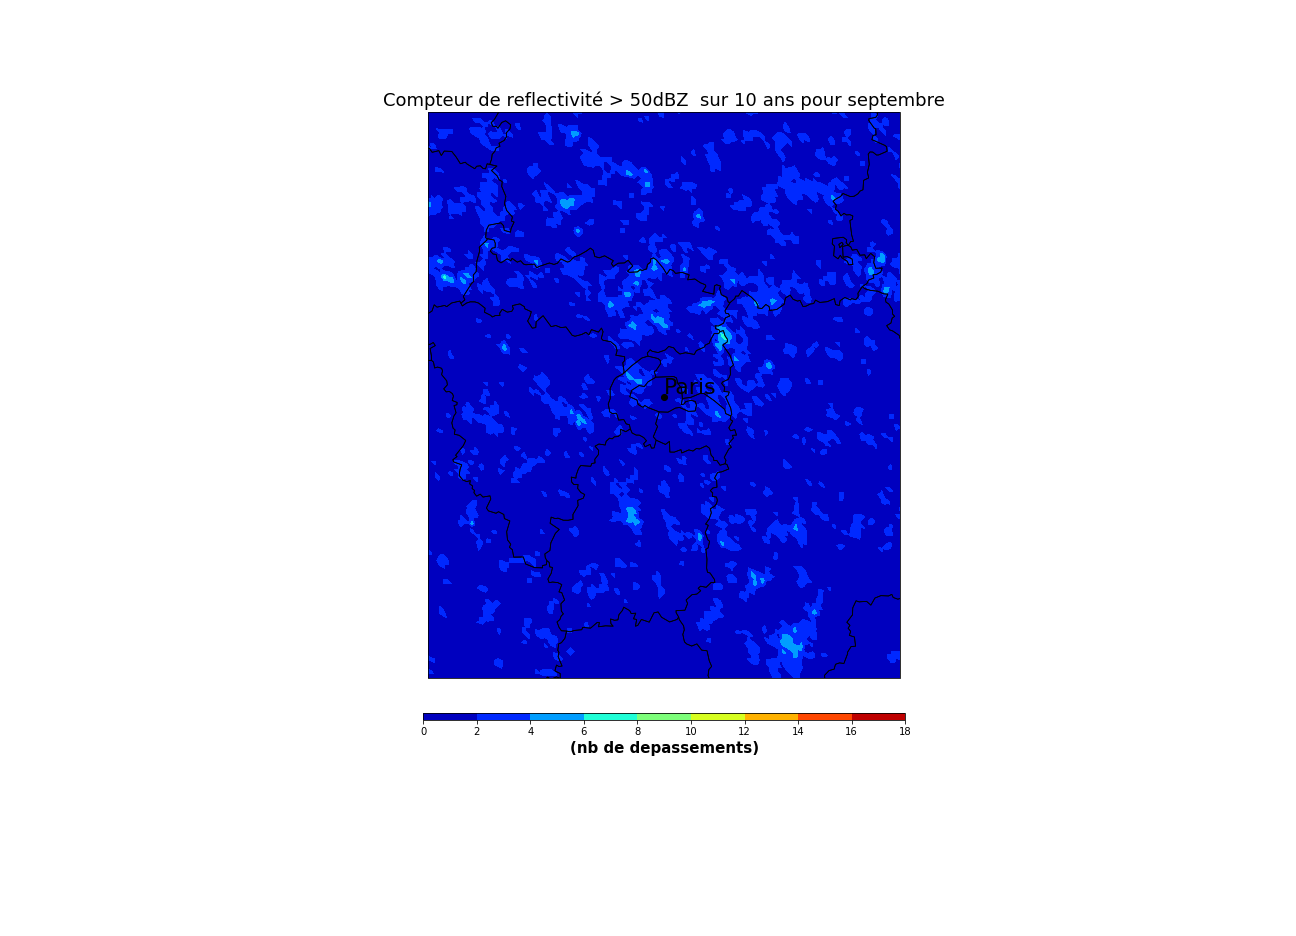 Compteur de reflectivité > 50dBZ  sur 10 ans pour septembre
Paris
0 2 4 6 8 10 12 14 16 18
(nb de depassements)